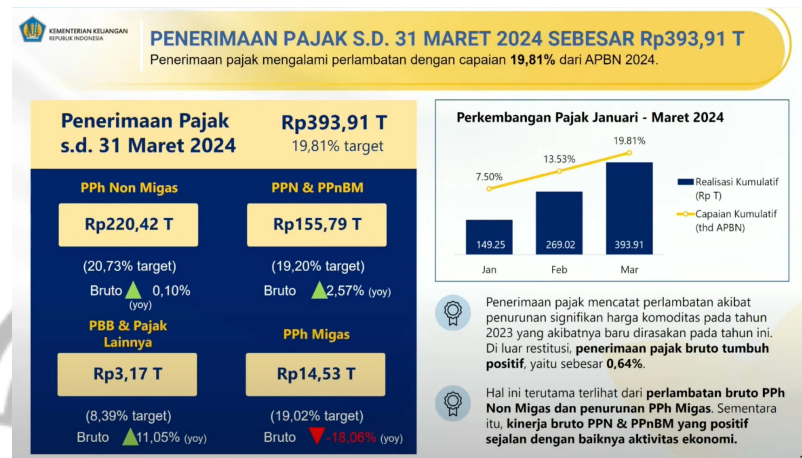 KEMENTERIAN KEUANGAN
REPUBLIK INDONESIA
PENERIMAAN PAJAK S.D. 31 MARET 2024 SEBESAR Rp393,91 T
Penerimaan pajak mengalami perlambatan dengan capaian 19,81% dari APBN 2024.
Penerimaan Pajak
s.d. 31 Maret 2024
Rp393,91 T
19,81% target
PPh Non Migas
Rp220,42 T
(20,73% target)
Bruto 0,10%
(yoy)
PPN & PPnBM
Rp155,79 T
(19,20% target)
Bruto 2,57% (yoy)
PBB & Pajak
Lainnya
Rp3,17 T
(8,39% target)
Bruto 11,05% (yoy)
PPh Migas
Rp14,53 T
(19,02% target)
Bruto -18,06% (yoy)
Perkembangan Pajak Januari - Maret 2024
7.50%
13.53%
19.81%
149.25
269.02
393.91
Jan
Feb
Mar
Realisasi Kumulatif
(Rp T)
Capaian Kumulatif
(thd APBN)
Penerimaan pajak mencatat perlambatan akibat
penurunan signifikan harga komoditas pada tahun
2023 yang akibatnya baru dirasakan pada tahun ini.
Di luar restitusi, penerimaan pajak bruto tumbuh
positif, yaitu sebesar 0,64%.
Hal ini terutama terlihat dari perlambatan bruto PPh
Non Migas dan penurunan PPh Migas. Sementara
itu, kinerja bruto PPN & PPnBM yang positif
sejalan dengan baiknya aktivitas ekonomi.